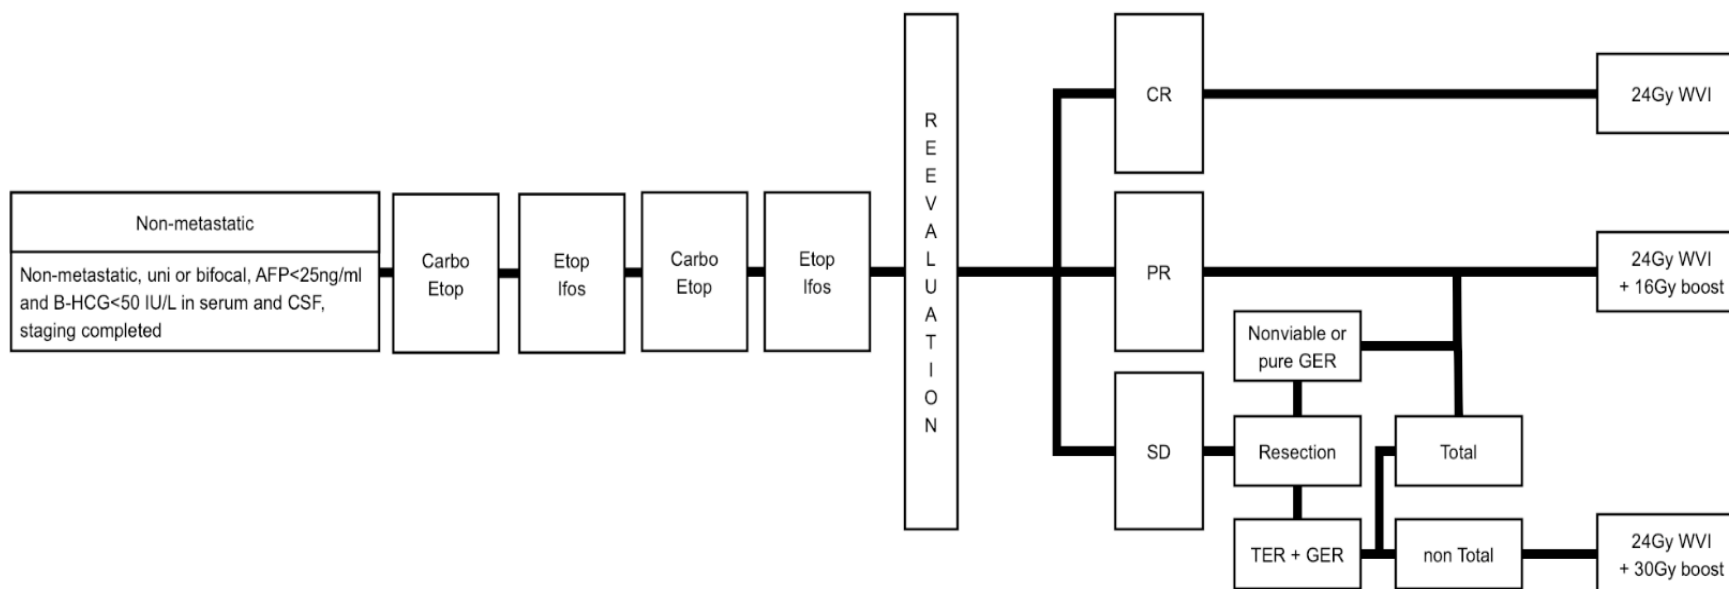 Non-metastatic
Non-metastatic, uni or bifocal, AFP<25ng/ml
and B-HCG<50 IU/L in serum and CSF,
staging completed
Carbo
Etop
Etop
Ifos
Carbo
Etop
Etop
Ifos
R
E
E
V
A
L
U
A
T
I
O
N
CR
24Gy WVI
PR
24Gy WVI
+ 16Gy boost
Nonviable or
pure GER
SD
Resection
Total
TER + GER
non Total
24Gy WVI
+ 30Gy boost